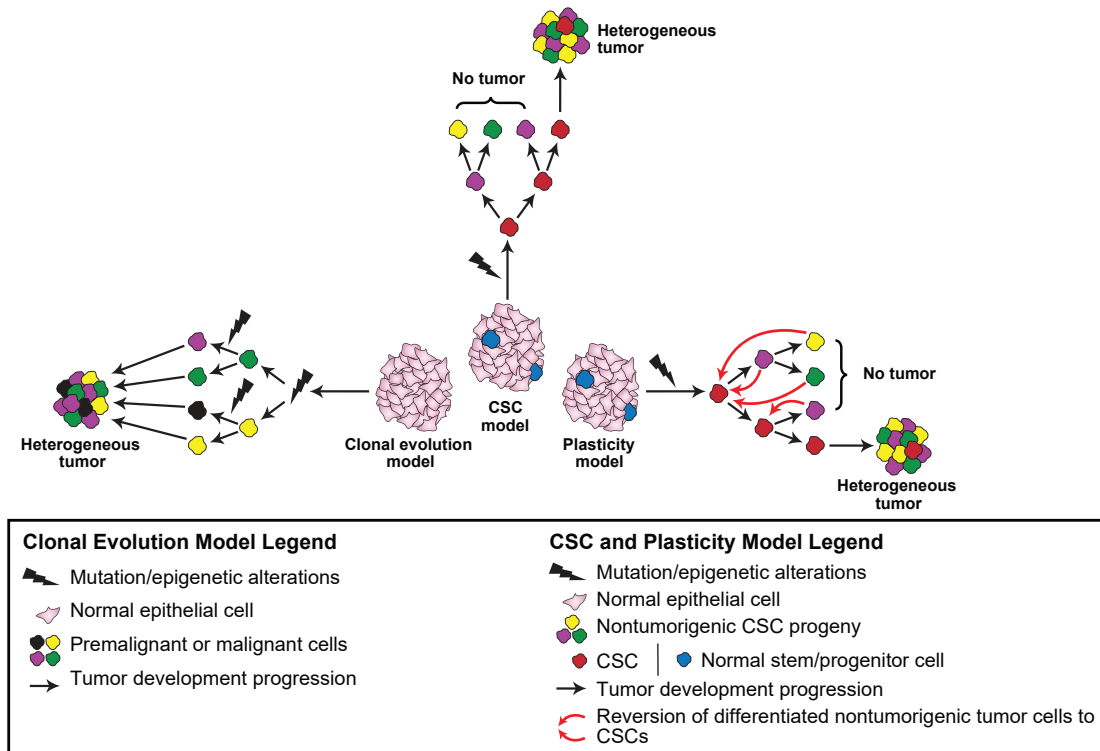 Heterogeneous
tumor
No tumor
CSC
model
Clonal evolution
model
Plasticity
model
Heterogeneous
tumor
No tumor
Heterogeneous
tumor
Clonal Evolution Model Legend
Mutation/epigenetic alterations
Normal epithelial cell
Premalignant or malignant cells
Tumor development progression
CSC and Plasticity Model Legend
Mutation/epigenetic alterations
Normal epithelial cell
Nontumorigenic CSC progeny
CSC
Normal stem/progenitor cell
Tumor development progression
Reversion of differentiated nontumorigenic tumor cells to
CSCs